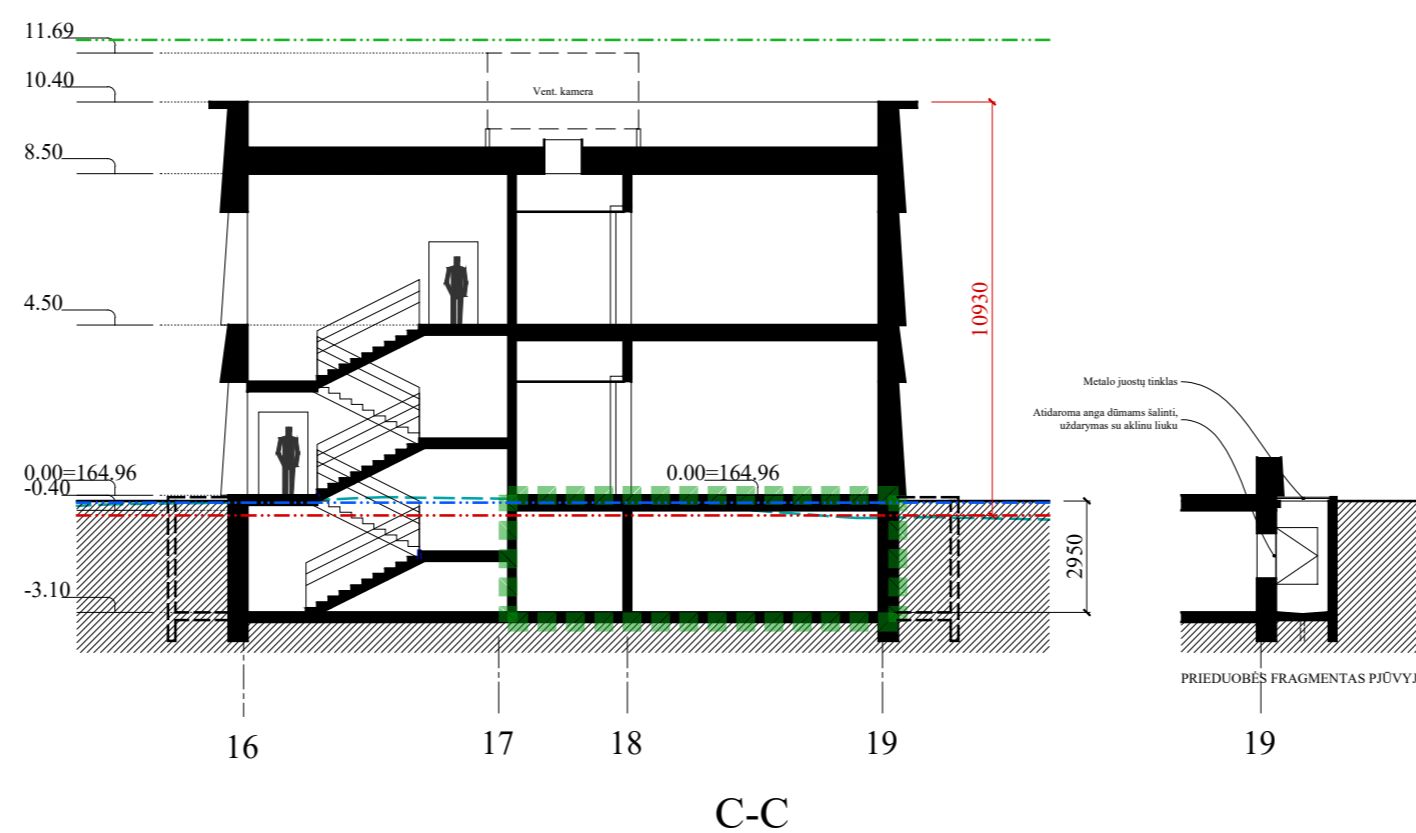 11.69
10.40
Vent. kamera
8.50
4.50
10930
Metalo juostų tinklas
Atidaroma anga dūmams šalinti,
uždarymas su aklinu liuku
0.00=164.96
0.00=164.96
-0.40
2950
-3.10
PRIEDUOBĖS FRAGMENTAS PJŪVYJ
16
17
18
19
19
C-C